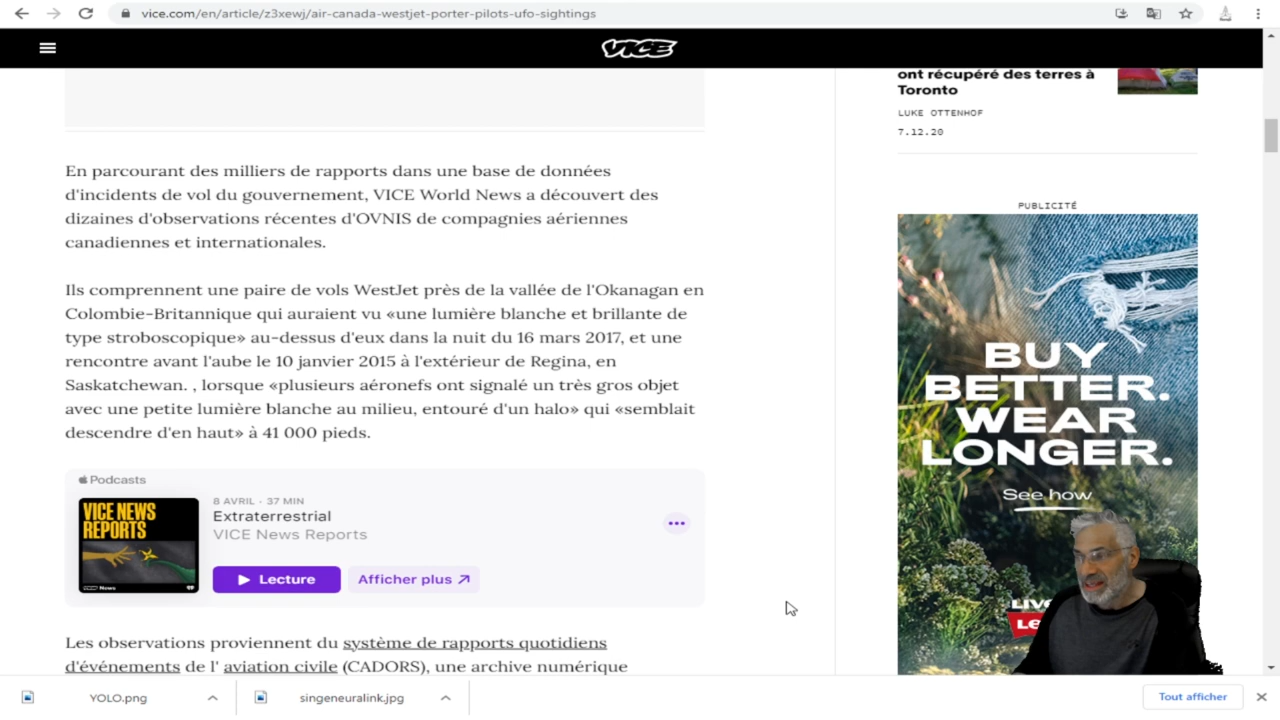 vice.com/en/article/z3xewj/air-canada-westjet-porter-pilots-ufo-sightings
VICE
ont récupéré des terres à
Toronto
LUKE OTTENHOF
7.12.20
En parcourant des milliers de rapports dans une base de données
d'incidents de vol du gouvernement, VICE World News a découvert des
dizaines d'observations récentes d'OVNIS de compagnies aériennes
canadiennes et internationales.
Ils comprennent une paire de vols WestJet près de la vallée de l'Okanagan en
Colombie-Britannique qui auraient vu «une lumière blanche et brillante de
type stroboscopique» au-dessus d'eux dans la nuit du 16 mars 2017, et une
rencontre avant l'aube le 10 janvier 2015 à l'extérieur de Regina, en
Saskatchewan. , lorsque «plusieurs aéronefs ont signalé un très gros objet
avec une petite lumière blanche au milieu, entouré d'un halo» qui «semblait
descendre d'en haut» à 41 000 pieds.
Podcasts
VICE NEWS
REPORTS
8 AVRIL · 37 MIN
Extraterrestrial
VICE News Reports
Lecture
Afficher plus
Les observations proviennent du système de rapports quotidiens
d'événements de l' aviation civile (CADORS), une archive numérique
PUBLICITÉ
BUY
BETTER.
WEAR
LONGER.
See how
YOLO.png
singeneuralink.jpg
Tout afficher